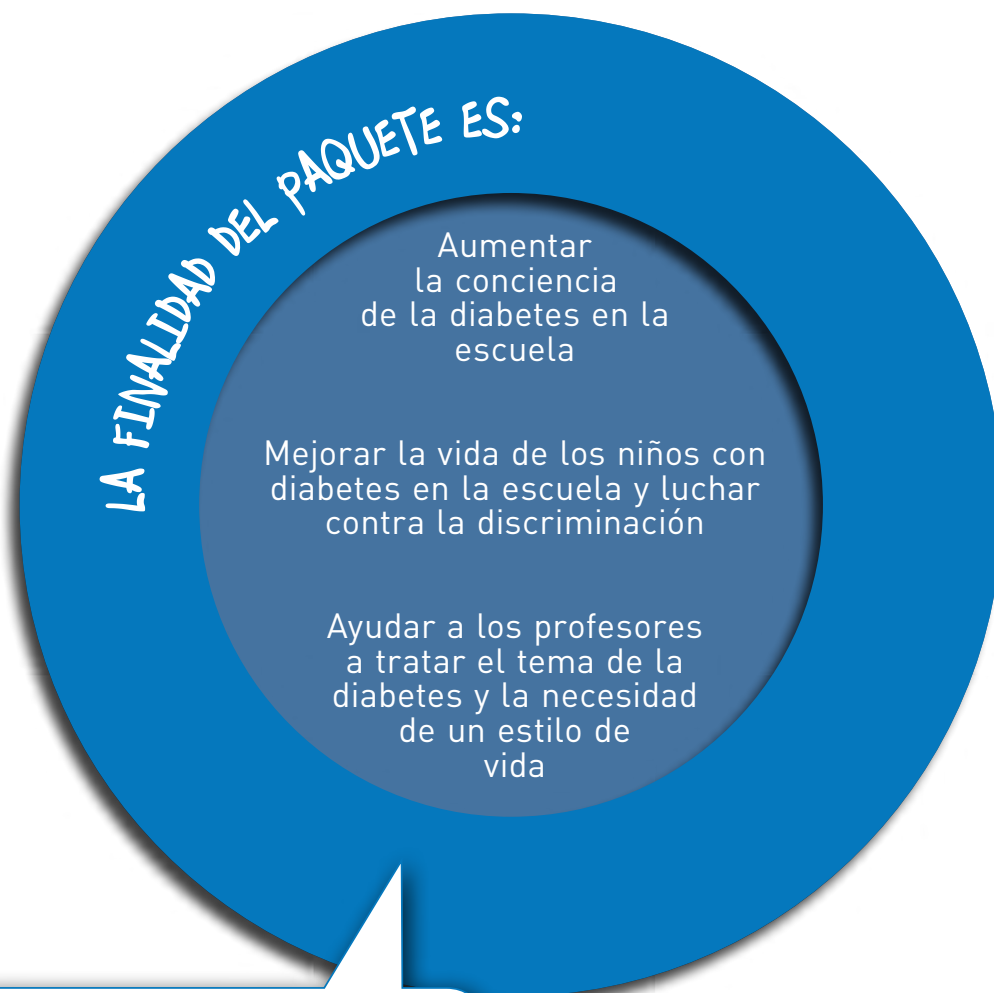 LA FINALIDAD DEL PAQUETE ES:
Aumentar
la conciencia
de la diabetes en la
escuela
Mejorar la vida de los niños con
diabetes en la escuela y luchar
contra la discriminación
Ayudar a los profesores
a tratar el tema de la
diabetes y la necesidad
de un estilo de
vida